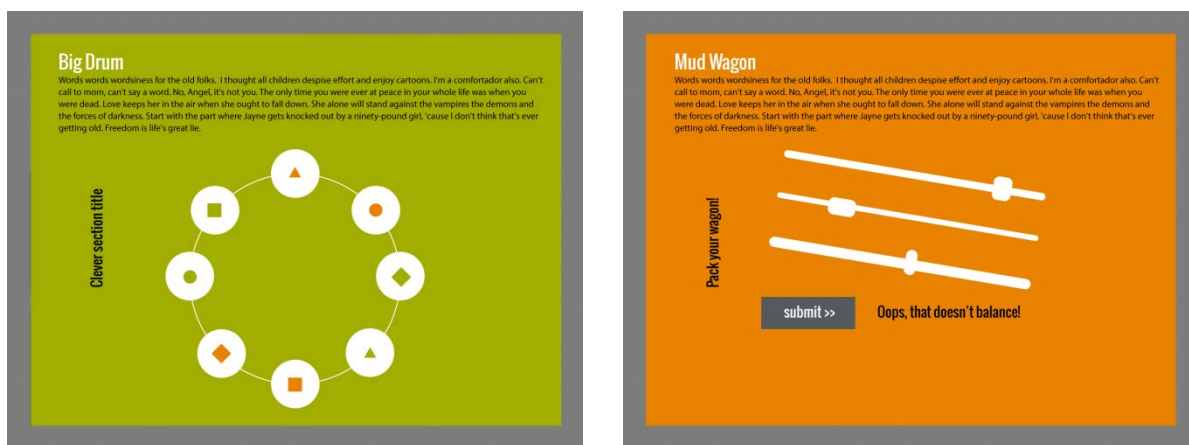 Big Drum
Words words wordsiness for the old folks.  I thought all children despise effort and enjoy cartoons. I'm a comfortador also. Can't
call to mom, can't say a word. No, Angel, it's not you. The only time you were ever at peace in your whole life was when you
were dead. Love keeps her in the air when she ought to fall down. She alone will stand against the vampires the demons and
the forces of darkness. Start with the part where Jayne gets knocked out by a ninety-pound girl, 'cause I don't think that's ever
getting old. Freedom is life's great lie.
Clever section title
Mud Wagon
Words words wordsiness for the old folks.  I thought all children despise effort and enjoy cartoons. I'm a comfortador also. Can't
call to mom, can't say a word. No, Angel, it's not you. The only time you were ever at peace in your whole life was when you
were dead. Love keeps her in the air when she ought to fall down. She alone will stand against the vampires the demons and
the forces of darkness. Start with the part where Jayne gets knocked out by a ninety-pound girl, 'cause I don't think that's ever
getting old. Freedom is life's great lie.
Pack your wagon!
submit >>
Oops, that doesn't balance!